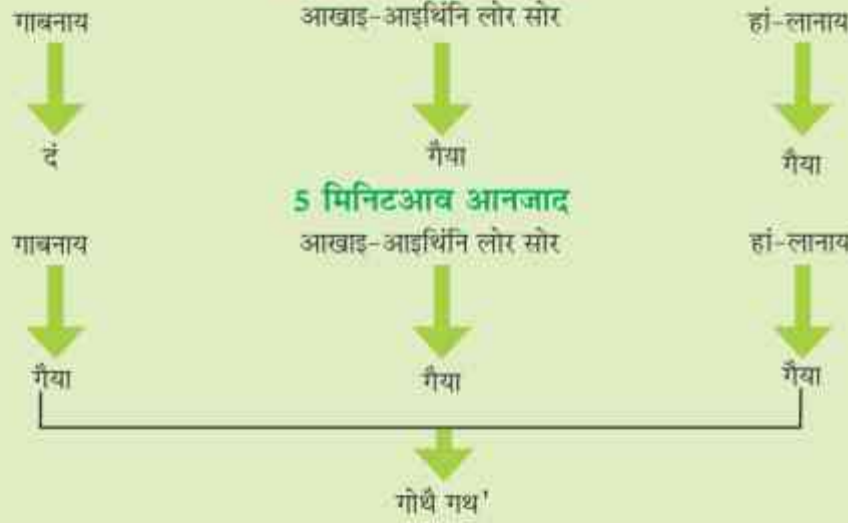 गाबनाय आखाइ-आइथिंनि लोर सोर हां-लानाय
दं गैया गैया
5 मिनिटआव आनजाद
गाबनाय आखाइ-आइथिंनि लोर सोर हां-लानाय
गैया गैया गैया
गोथै गथ'